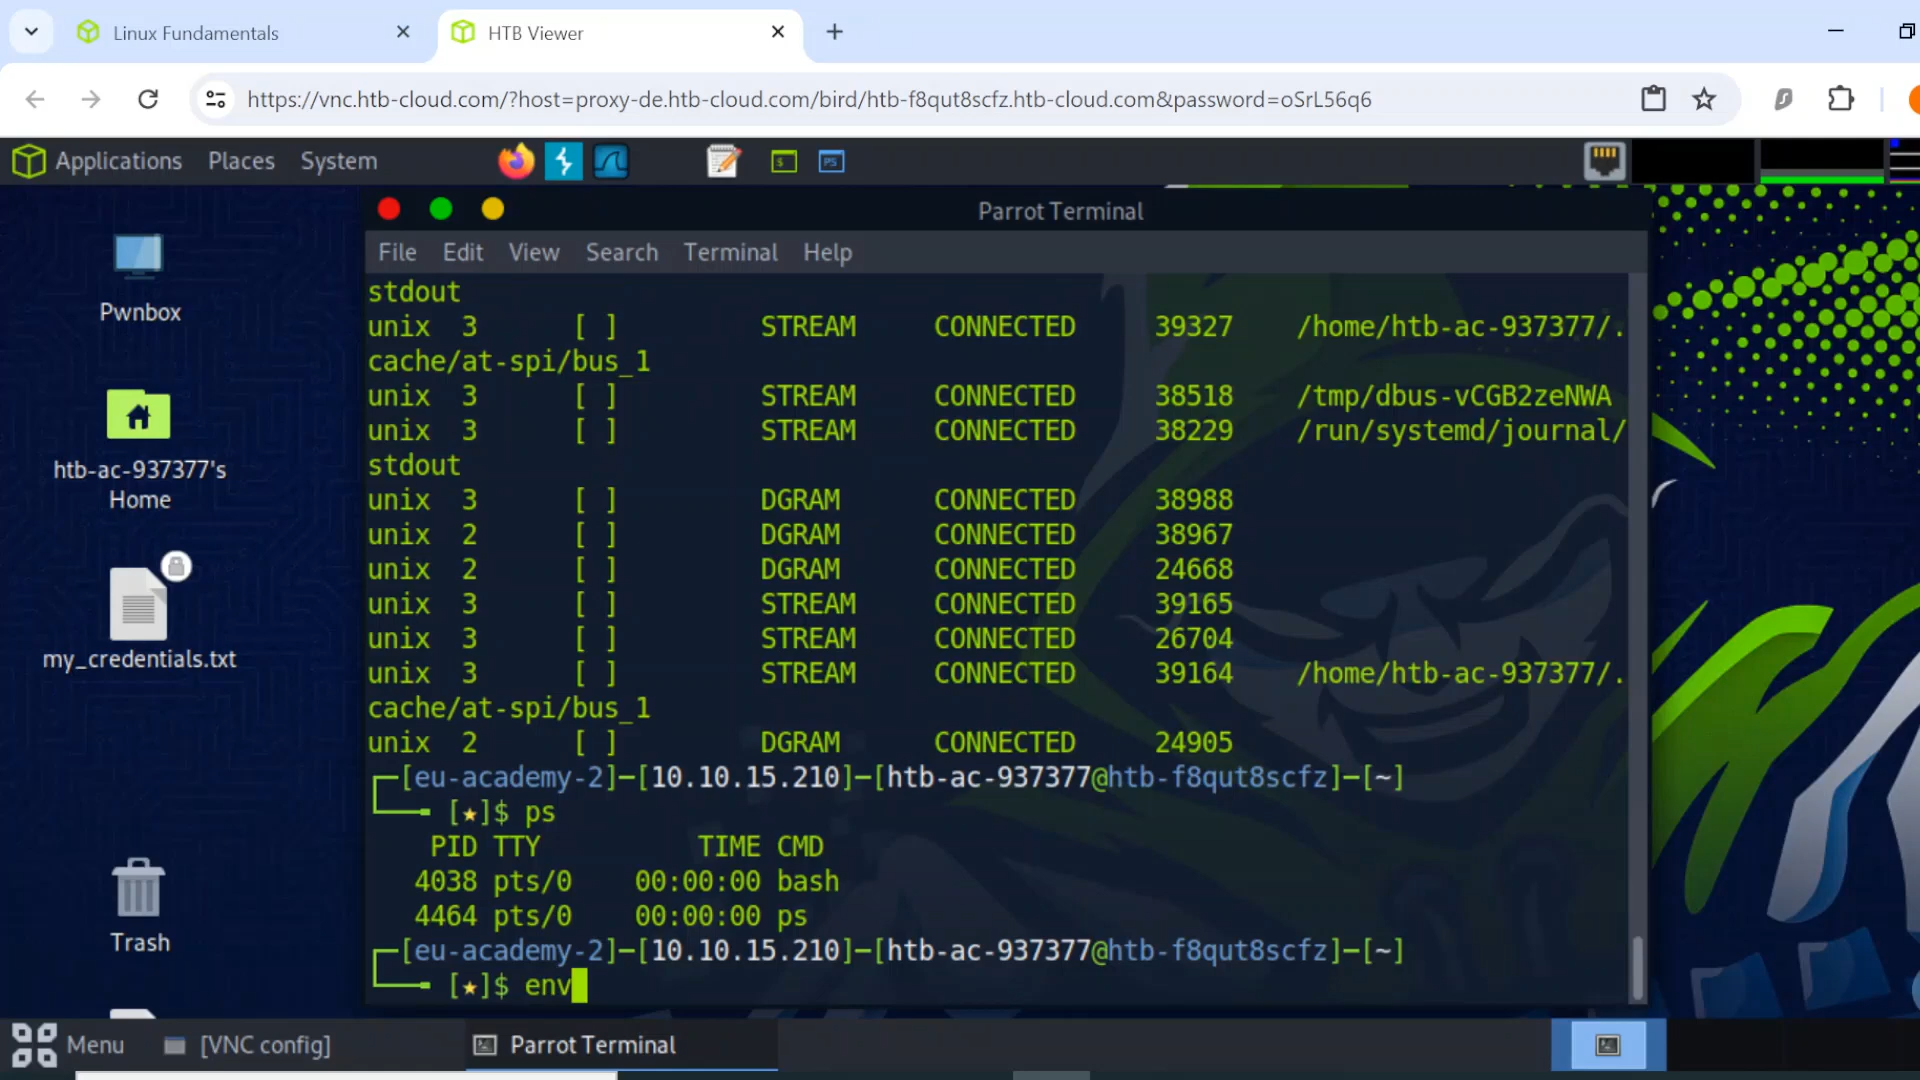 Linux Fundamentals
HTB Viewer
https://vnc.htb-cloud.com/?host=proxy-de.htb-cloud.com/bird/htb-f8qut8scfz.htb-cloud.com&password=oSrL56q6
Applications Places System
$
PS
Parrot Terminal
File Edit View Search Terminal Help
Pwnbox
htb-ac-937377's
Home
my_credentials.txt
Trash
stdout
unix 3 [ ] STREAM CONNECTED 39327 /home/htb-ac-937377/.
cache/at-spi/bus_1
unix 3 [ ] STREAM CONNECTED 38518 /tmp/dbus-vCGB2zeNWA
unix 3 [ ] STREAM CONNECTED 38229 /run/systemd/journal/
stdout
unix 3 [ ] DGRAM CONNECTED 38988
unix 2 [ ] DGRAM CONNECTED 38967
unix 2 [ ] DGRAM CONNECTED 24668
unix 3 [ ] STREAM CONNECTED 39165
unix 3 [ ] STREAM CONNECTED 26704
unix 3 [ ] STREAM CONNECTED 39164 /home/htb-ac-937377/.
cache/at-spi/bus_1
unix 2 [ ] DGRAM CONNECTED 24905
┌─[eu-academy-2]─[10.10.15.210]─[htb-ac-937377@htb-f8qut8scfz]─[~]
└──╼ [★]$ ps
PID TTY TIME CMD
4038 pts/0 00:00:00 bash
4464 pts/0 00:00:00 ps
┌─[eu-academy-2]─[10.10.15.210]─[htb-ac-937377@htb-f8qut8scfz]─[~]
└──╼ [★]$ env
Menu [VNC config] Parrot Terminal